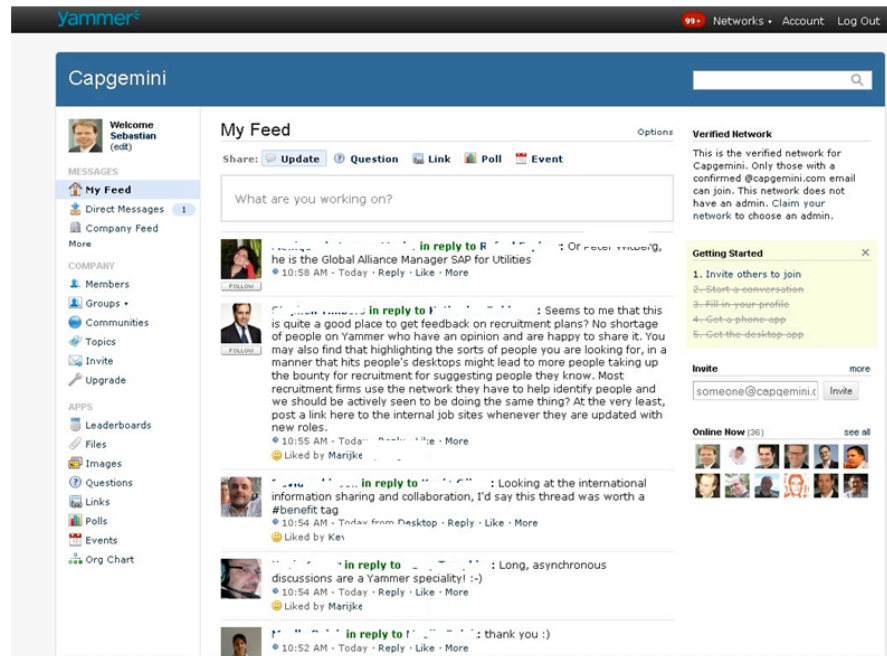 yammer
99+ Networks Account Log Out
Capgemini
Welcome
Sebastian
(edit)
MESSAGES
My Feed
Direct Messages 1
Company Feed
More
COMPANY
Members
Groups
Communities
Topics
Invite
Upgrade
APPS
Leaderboards
Files
Images
Questions
Links
Polls
Events
Org Chart
My Feed Options
Share: Update Question Link Poll Event
What are you working on?
in reply to : Or
he is the Global Alliance Manager SAP for Utilities
10:58 AM - Today · Reply · Like · More
FOLLOW
in reply to : Seems to me that this
is quite a good place to get feedback on recruitment plans? No shortage
of people on Yammer who have an opinion and are happy to share it. You
may also find that highlighting the sorts of people you are looking for, in a
manner that hits people's desktops might lead to more people taking up
the bounty for recruitment for suggesting people they know. Most
recruitment firms use the network they have to help identify people and
we should be actively seen to be doing the same thing? At the very least,
post a link here to the internal job sites whenever they are updated with
new roles.
FOLLOW
10:55 AM - Today · Like · More
Liked by Marijke
in reply to : Looking at the international
information sharing and collaboration, I'd say this thread was worth a
#benefit tag
10:54 AM - Today from Desktop · Reply · Like · More
Liked by
in reply to : Long, asynchronous
discussions are a Yammer speciality! :-)
10:54 AM - Today · Reply · Like · More
Liked by Marijke
in reply to : thank you :)
10:52 AM - Today · Reply · Like · More
Verified Network
This is the verified network for
Capgemini. Only those with a
confirmed @capgemini.com email
can join. This network does not
have an admin. Claim your
network to choose an admin.
Getting Started
1. Invite others to join
2. Start a conversation
3. Fill in your profile
4. Get a phone app
5. Get the desktop app
Invite more
someone@capgemini.c Invite
Online Now (36) see all